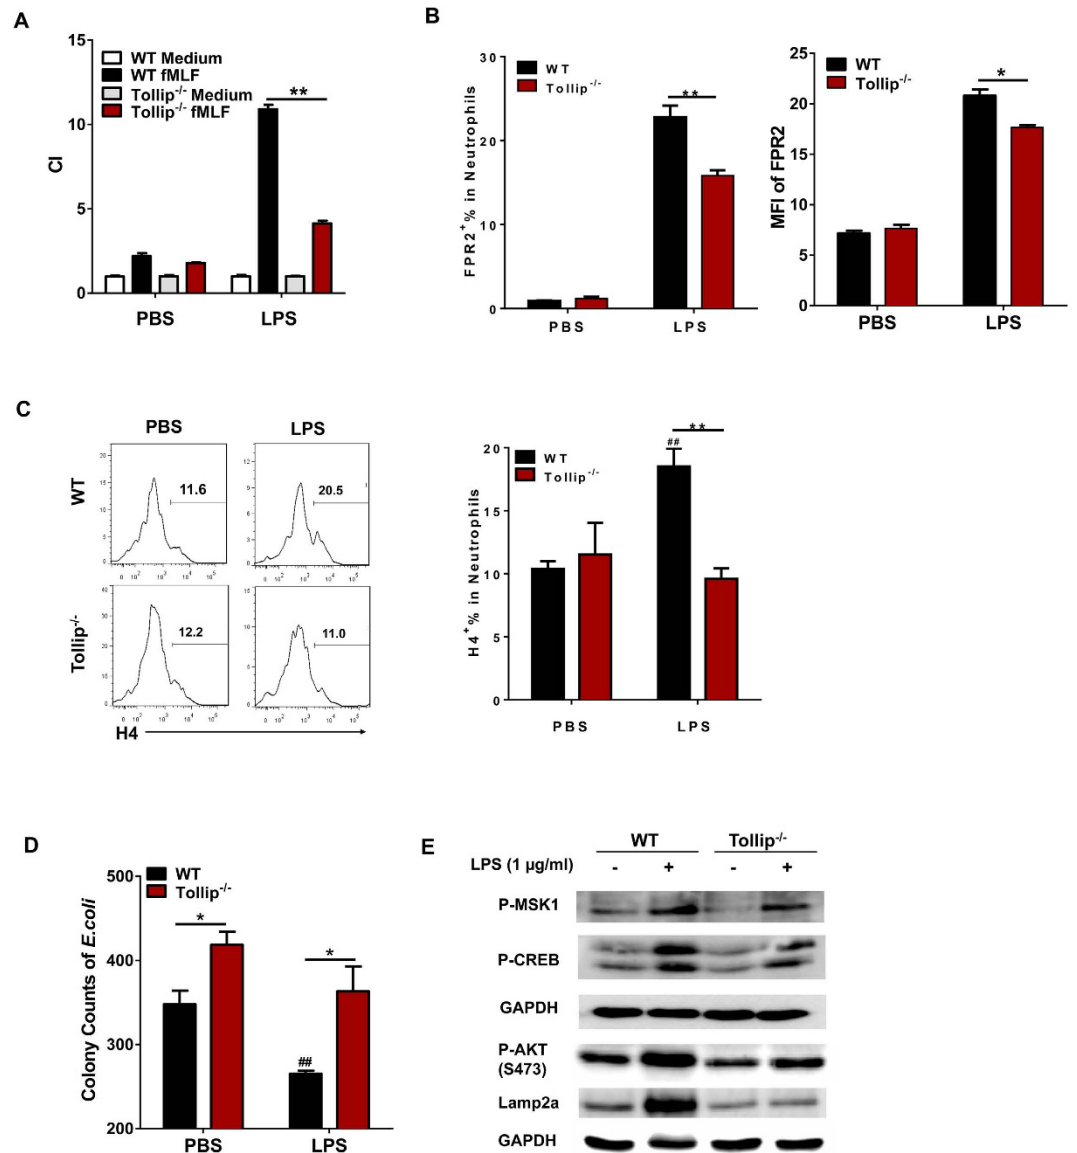 A
15
10
5
0
CI
WT Medium
WT fMLF
Tollip-/- Medium
Tollip-/- fMLF
**
PBS LPS
B
30
20
10
0
FPR2+% in Neutrophils
WT
Tollip-/-
**
PBS LPS
25
20
15
10
5
0
MFI of FPR2
WT
Tollip-/-
*
PBS LPS
C
PBS LPS
WT
Tollip-/-
11.6
20.5
12.2
11.0
H4
20
15
10
5
0
H4+% in Neutrophils
WT
Tollip-/-
##
**
PBS LPS
D
500
400
300
200
Colony Counts of E.coli
WT
Tollip-/-
*
*
##
PBS LPS
E
WT Tollip-/-
LPS (1 µg/ml) - + - +
P-MSK1
P-CREB
GAPDH
P-AKT
(S473)
Lamp2a
GAPDH